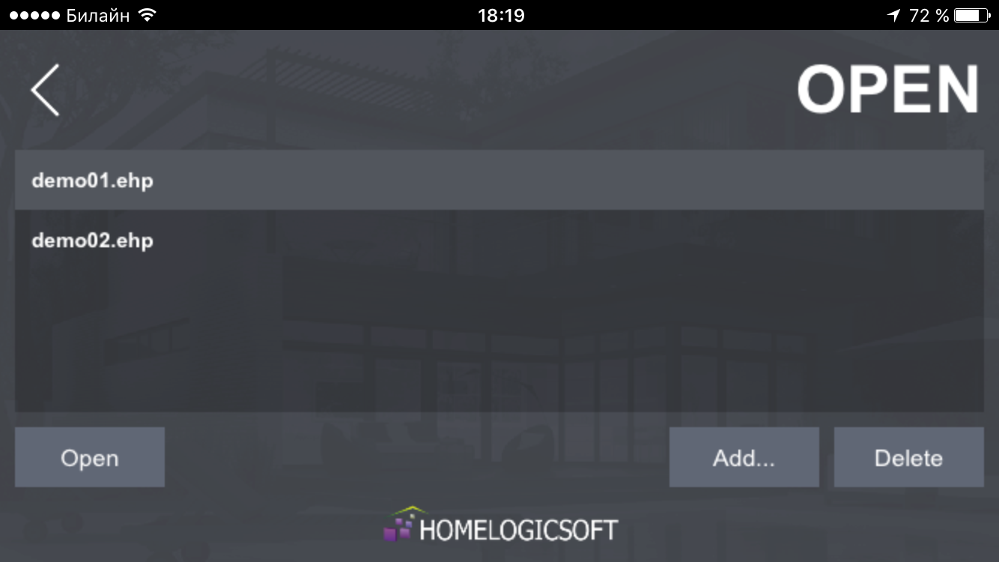 Билайн 18:19 72 %
OPEN
demo01.ehp
demo02.ehp
Open Add... Delete
HOMELOGICSOFT